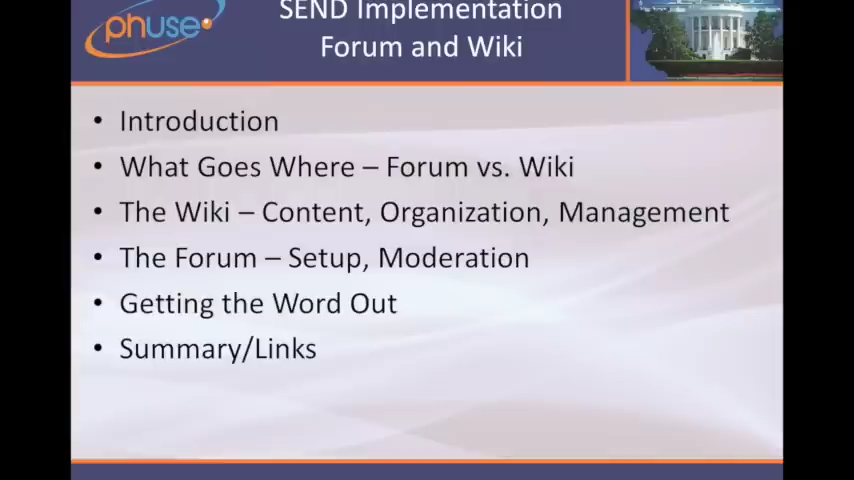 phuse
SEND Implementation
Forum and Wiki
• Introduction
• What Goes Where – Forum vs. Wiki
• The Wiki – Content, Organization, Management
• The Forum – Setup, Moderation
• Getting the Word Out
• Summary/Links